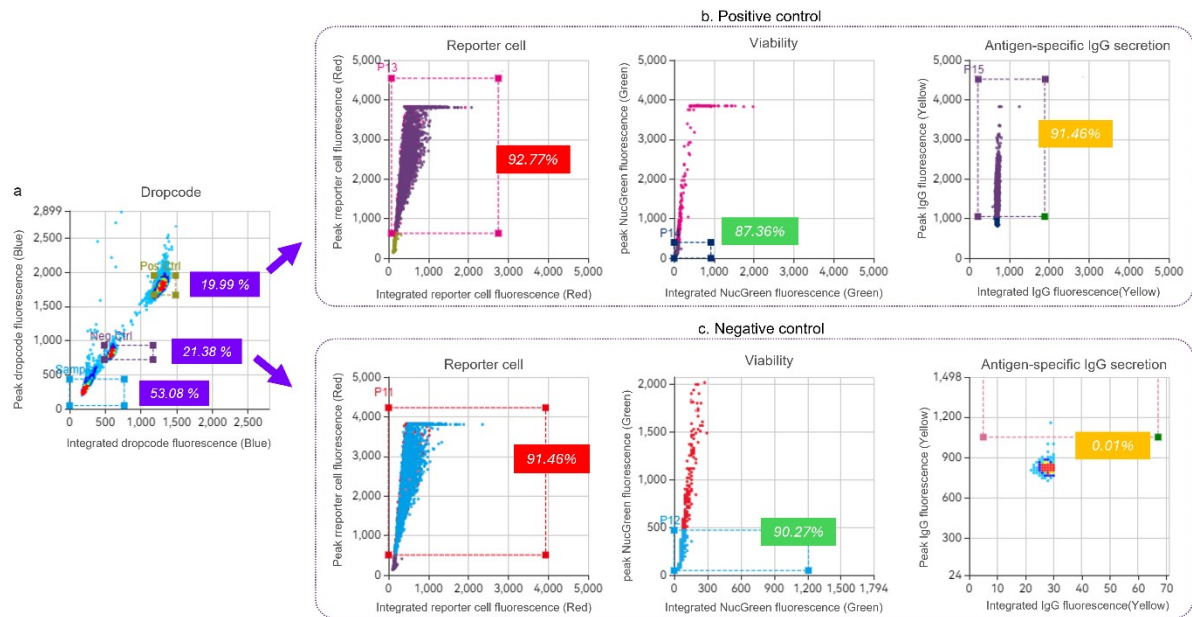 b. Positive control
Reporter cell
Peak rreporter cell fluorescence (Red)
5,000
4,000
3,000
2,000
1,000
0
P13
92.77%
0
1,000
2,000
3,000
4,000
5,000
Integrated reporter cell fluorescence (Red)
Viability
peak NucGreen fluorescence (Green)
5,000
4,000
3,000
2,000
1,000
0
P14
87.36%
0
1,000
2,000
3,000
4,000
5,000
Integrated NucGreen fluorescence (Green)
Antigen-specific IgG secretion
Peak IgG fluorescence (Yellow)
5,000
4,000
3,000
2,000
1,000
0
P15
91.46%
0
1,000
2,000
3,000
4,000
5,000
Integrated IgG fluorescence(Yellow)
a
Dropcode
Peak dropcode fluorescence (Blue)
2,899
2,500
2,000
1,500
1,000
500
0
Pos Ctrl
19.99 %
Neg Ctrl
21.38 %
Sample
53.08 %
0
500
1,000
1,500
2,500
Integrated dropcode fluorescence (Blue)
c. Negative control
Reporter cell
Peak rreporter cell fluorescence (Red)
5,000
4,000
3,000
2,000
1,000
0
P11
91.46%
0
1,000
2,000
3,000
4,000
5,000
Integrated reporter cell fluorescence (Red)
Viability
peak NucGreen fluorescence (Green)
2,000
1,500
1,000
500
0
P12
90.27%
0
300
600
900
1,200
1,500
1,794
Integrated NucGreen fluorescence (Green)
Antigen-specific IgG secretion
Peak IgG fluorescence (Yellow)
1,498
1,200
900
600
300
24
0.01%
0
10
20
30
40
50
60
70
Integrated IgG fluorescence(Yellow)